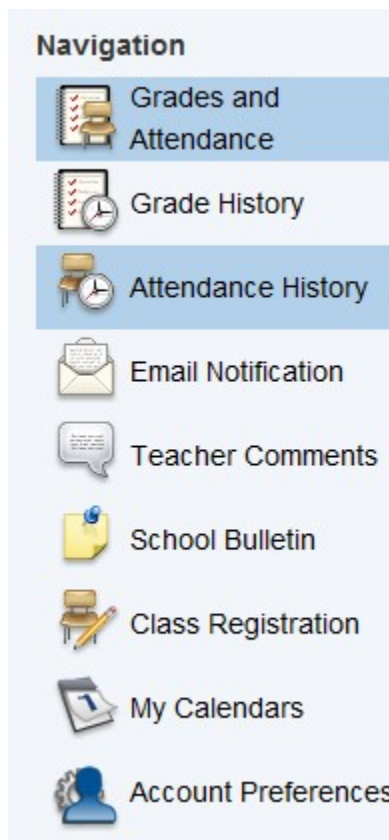 Navigation
Grades and
Attendance
Grade History
Attendance History
Email Notification
Teacher Comments
School Bulletin
Class Registration
My Calendars
Account Preferences